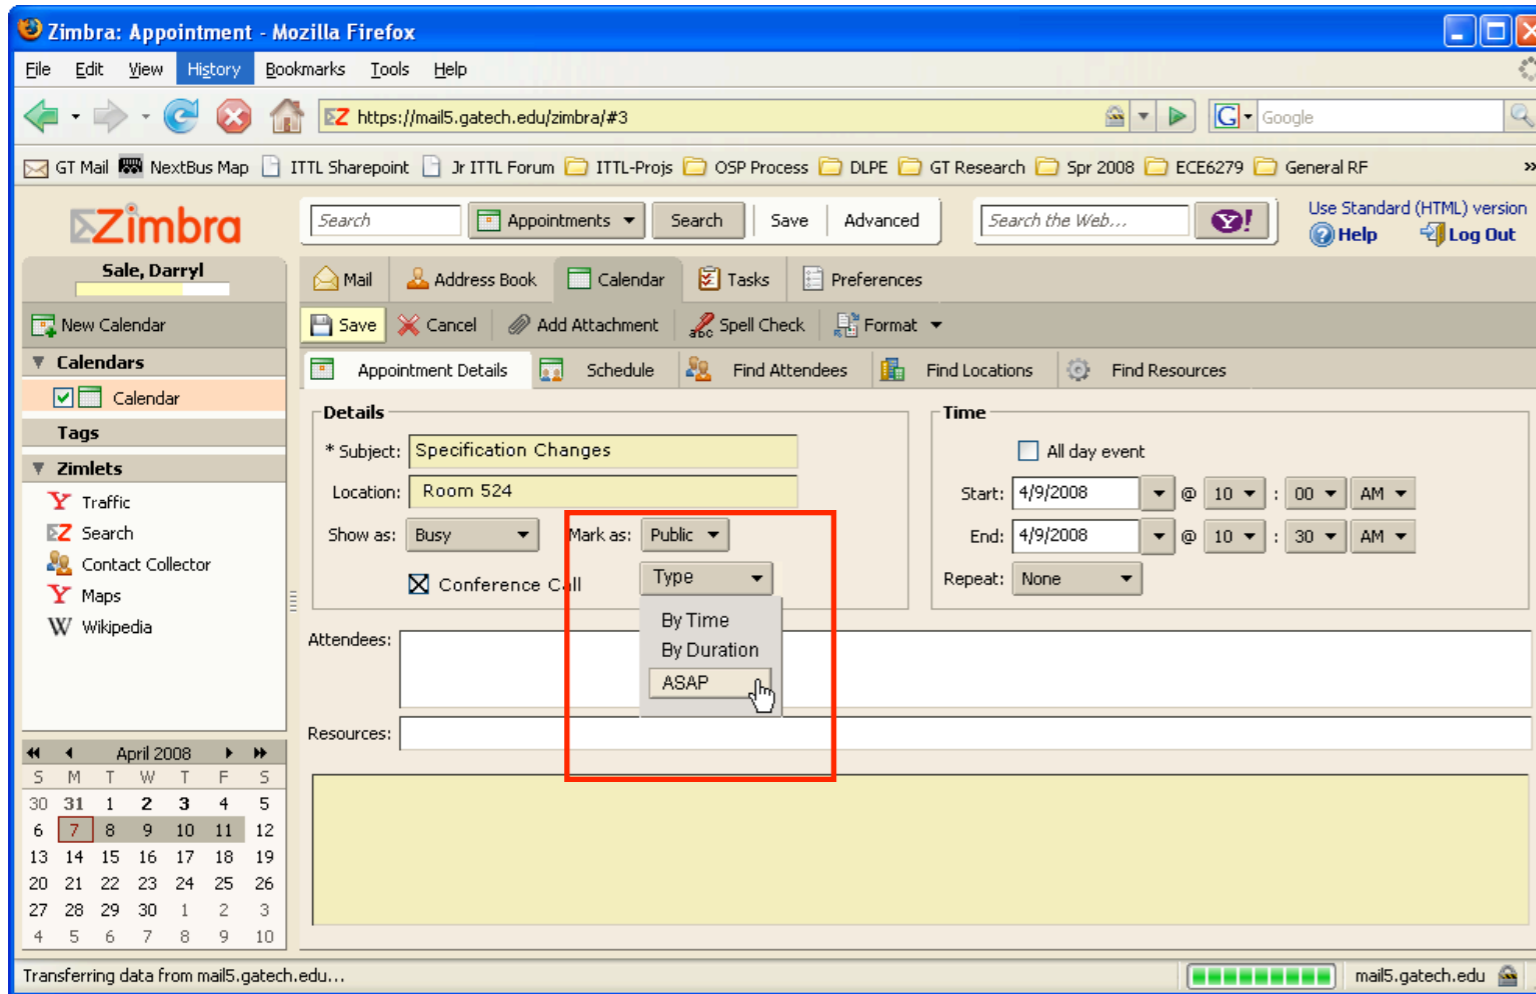 Zimbra: Appointment - Mozilla Firefox
File Edit View History Bookmarks Tools Help
https://mail5.gatech.edu/zimbra/#3 G Google
GT Mail NextBus Map ITTL Sharepoint Jr ITTL Forum ITTL-Projs OSP Process DLPE GT Research Spr 2008 ECE6279 General RF »
Zimbra Search Appointments Search Save Advanced Search the Web... Y! Use Standard (HTML) version
Help Log Out
Sale, Darryl
Mail Address Book Calendar Tasks Preferences
New Calendar Save Cancel Add Attachment abc Spell Check Format
Calendars
Appointment Details Schedule Find Attendees Find Locations Find Resources
Calendar
Details Time
Tags
* Subject: Specification Changes All day event
Zimlets
Location: Room 524 Start: 4/9/2008 @ 10 : 00 AM
Y Traffic
Z Search Show as: Busy Mark as: Public End: 4/9/2008 @ 10 : 30 AM
Contact Collector
Conference Call Type Repeat: None
Y Maps
W Wikipedia
By Time
Attendees:
By Duration
ASAP
Resources:
April 2008
S M T W T F S
30 31 1 2 3 4 5
6 7 8 9 10 11 12
13 14 15 16 17 18 19
20 21 22 23 24 25 26
27 28 29 30 1 2 3
4 5 6 7 8 9 10
Transferring data from mail5.gatech.edu... mail5.gatech.edu